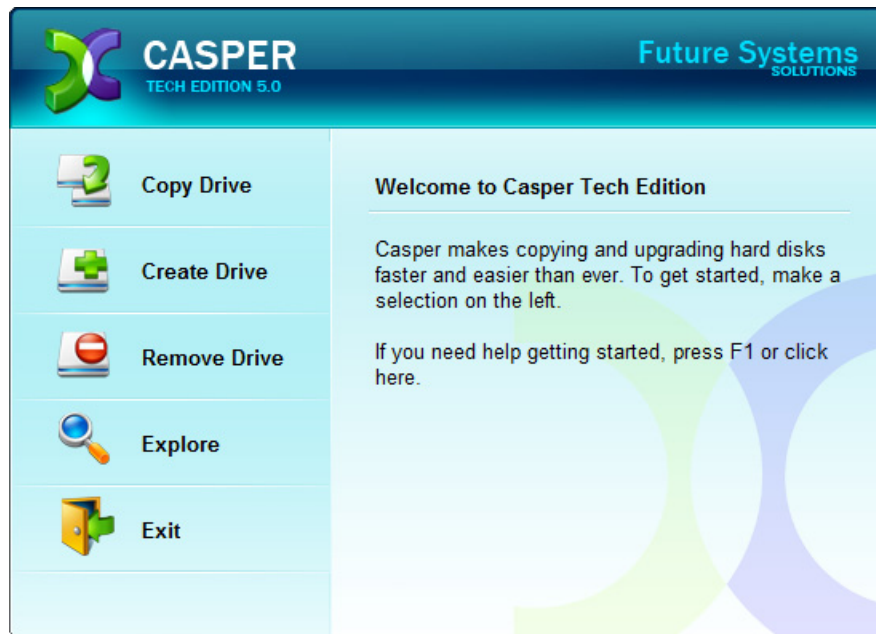 CASPER
TECH EDITION 5.0
Future Systems
SOLUTIONS
Copy Drive
Create Drive
Remove Drive
Explore
Exit
Welcome to Casper Tech Edition
Casper makes copying and upgrading hard disks
faster and easier than ever. To get started, make a
selection on the left.
If you need help getting started, press F1 or click
here.